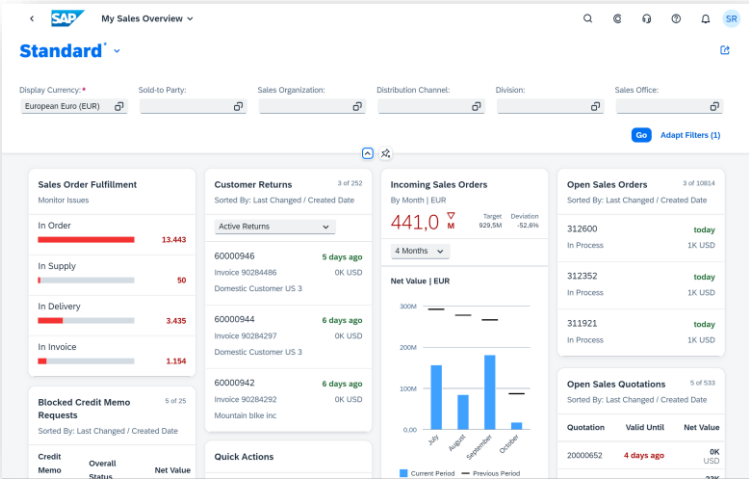 SAP My Sales Overview SR
Standard*
Display Currency:* Sold-to Party: Sales Organization: Distribution Channel: Division: Sales Office:
European Euro (EUR)
Go Adapt Filters (1)
Sales Order Fulfillment
Monitor Issues
In Order
13.443
In Supply
50
In Delivery
3.435
In Invoice
1.154
Blocked Credit Memo 5 of 25
Requests
Sorted By: Last Changed / Created Date
Credit
Memo
Overall
Status
Net Value
Customer Returns 3 of 252
Sorted By: Last Changed / Created Date
Active Returns
60000946 5 days ago
Invoice 90284486 0K USD
Domestic Customer US 3
60000944 6 days ago
Invoice 90284297 0K USD
Domestic Customer US 3
60000942 6 days ago
Invoice 90284292 0K USD
Mountain bike Inc
Quick Actions
Incoming Sales Orders
By Month | EUR
441,0 M
Target Deviation
929,5M -52,6%
4 Months
Net Value | EUR
300M
200M
100M
0,00
July August September October
Current Period Previous Period
Open Sales Orders 3 of 10814
Sorted By: Last Changed / Created Date
312600 today
In Process 1K USD
312352 today
In Process 1K USD
311921 today
In Process 1K USD
Open Sales Quotations 5 of 533
Sorted By: Last Changed / Created Date
Quotation Valid Until Net Value
20000652 4 days ago 0K
USD